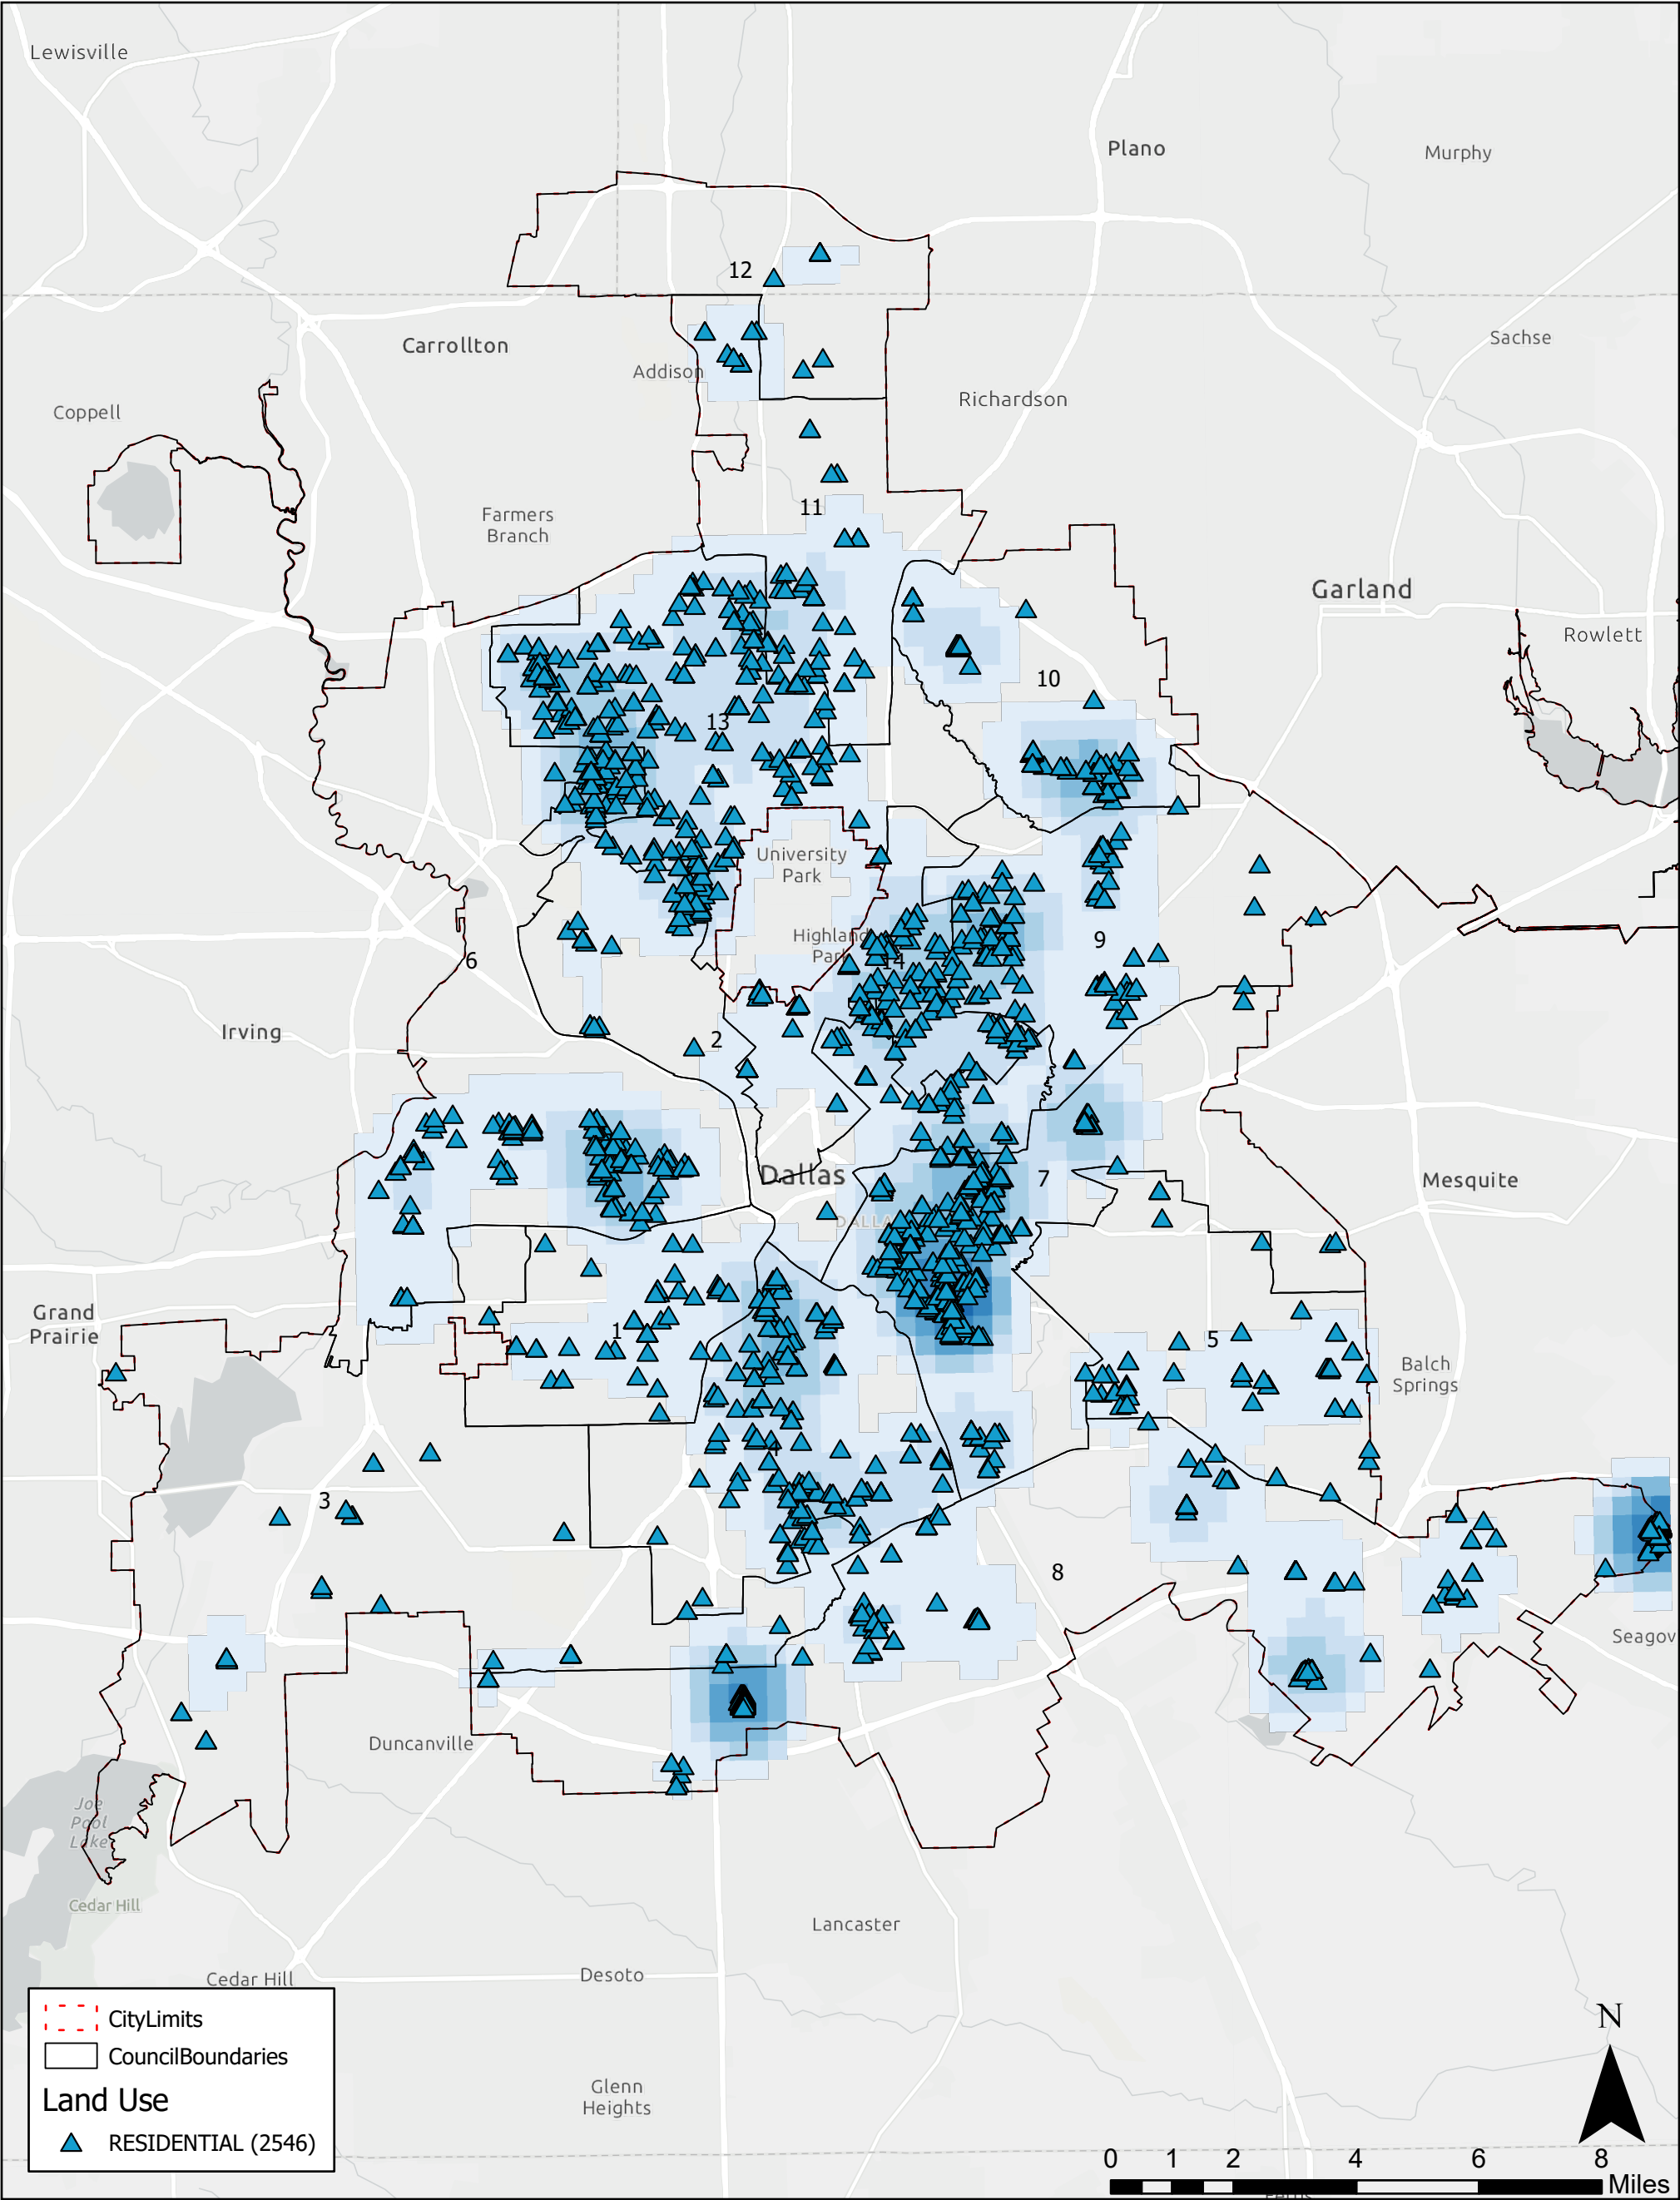 Lewisville
Plano
Murphy
12
Carrollton
Addison
Sachse
Coppell
Richardson
11
Farmers
Branch
Garland
Rowlett
10
13
University
Park
Highland
Park
14
9
6
Irving
2
Dallas
7
Mesquite
DALLA
Grand
Prairie
1
5
Balch
Springs
4
3
8
Seagov
Duncanville
Joe
Pool
Lake
Cedar Hill
Lancaster
Cedar Hill
Desoto
Glenn
Heights
CityLimits
CouncilBoundaries
Land Use
RESIDENTIAL (2546)
N
0 1 2 4 6 8
Miles